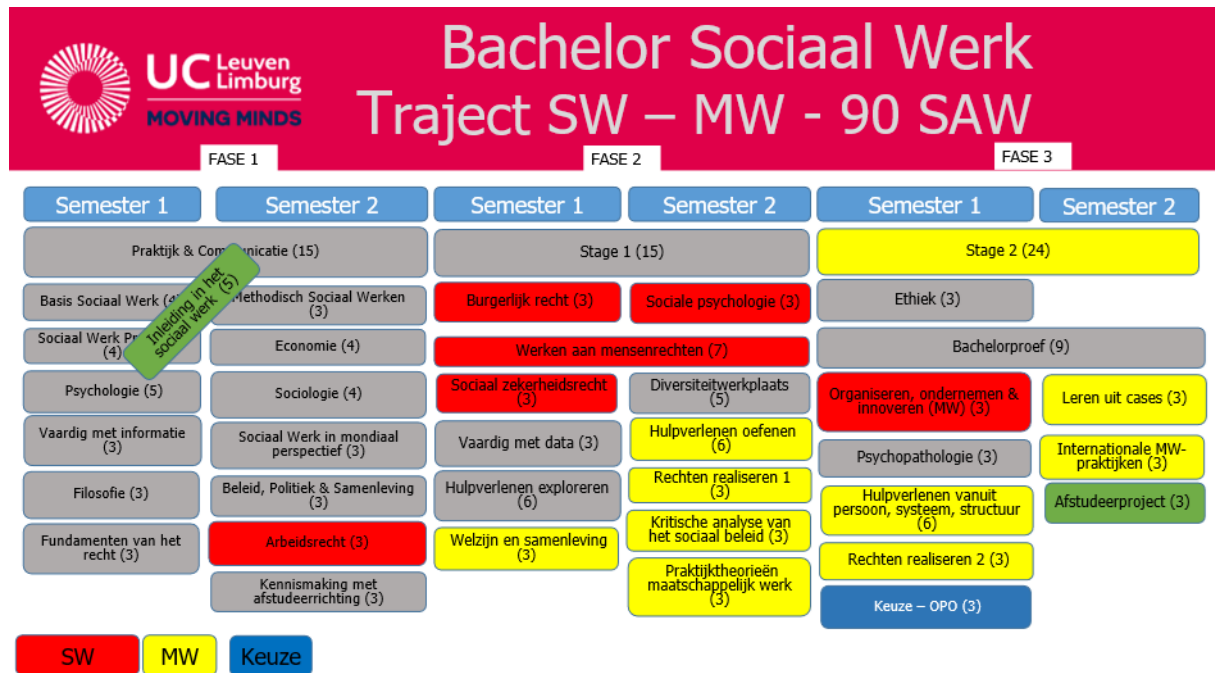 UC Leuven
Limburg
MOVING MINDS
Bachelor Sociaal Werk
Traject SW – MW - 90 SAW
FASE 1
FASE 2
FASE 3
Semester 1
Semester 2
Semester 1
Semester 2
Semester 1
Semester 2
Praktijk & Communicatie (15)
Stage 1 (15)
Stage 2 (24)
Inleiding in het
sociaal werk (5)
Basis Sociaal Werk (4)
Sociaal Werk
(4)
Psychologie (5)
Vaardig met informatie
(3)
Filosofie (3)
Fundamenten van het
recht (3)
Methodisch Sociaal Werken
(3)
Economie (4)
Sociologie (4)
Sociaal Werk in mondiaal
perspectief (3)
Beleid, Politiek & Samenleving
(3)
Arbeidsrecht (3)
Kennismaking met
afstudeerrichting (3)
Burgerlijk recht (3)
Sociale psychologie (3)
Werken aan mensenrechten (7)
Sociaal zekerheidsrecht
(3)
Vaardig met data (3)
Hulpverlenen exploreren
(6)
Welzijn en samenleving
(3)
Diversiteitwerkplaats
(5)
Hulpverlenen oefenen
(6)
Rechten realiseren 1
(3)
Kritische analyse van
het sociaal beleid (3)
Praktijktheorieën
maatschappelijk werk
(3)
Ethiek (3)
Bachelorproef (9)
Organiseren, ondernemen &
innoveren (MW) (3)
Psychopathologie (3)
Hulpverlenen vanuit
persoon, systeem, structuur
(6)
Rechten realiseren 2 (3)
Keuze – OPO (3)
Leren uit cases (3)
Internationale MW-
praktijken (3)
Afstudeerproject (3)
SW
MW
Keuze